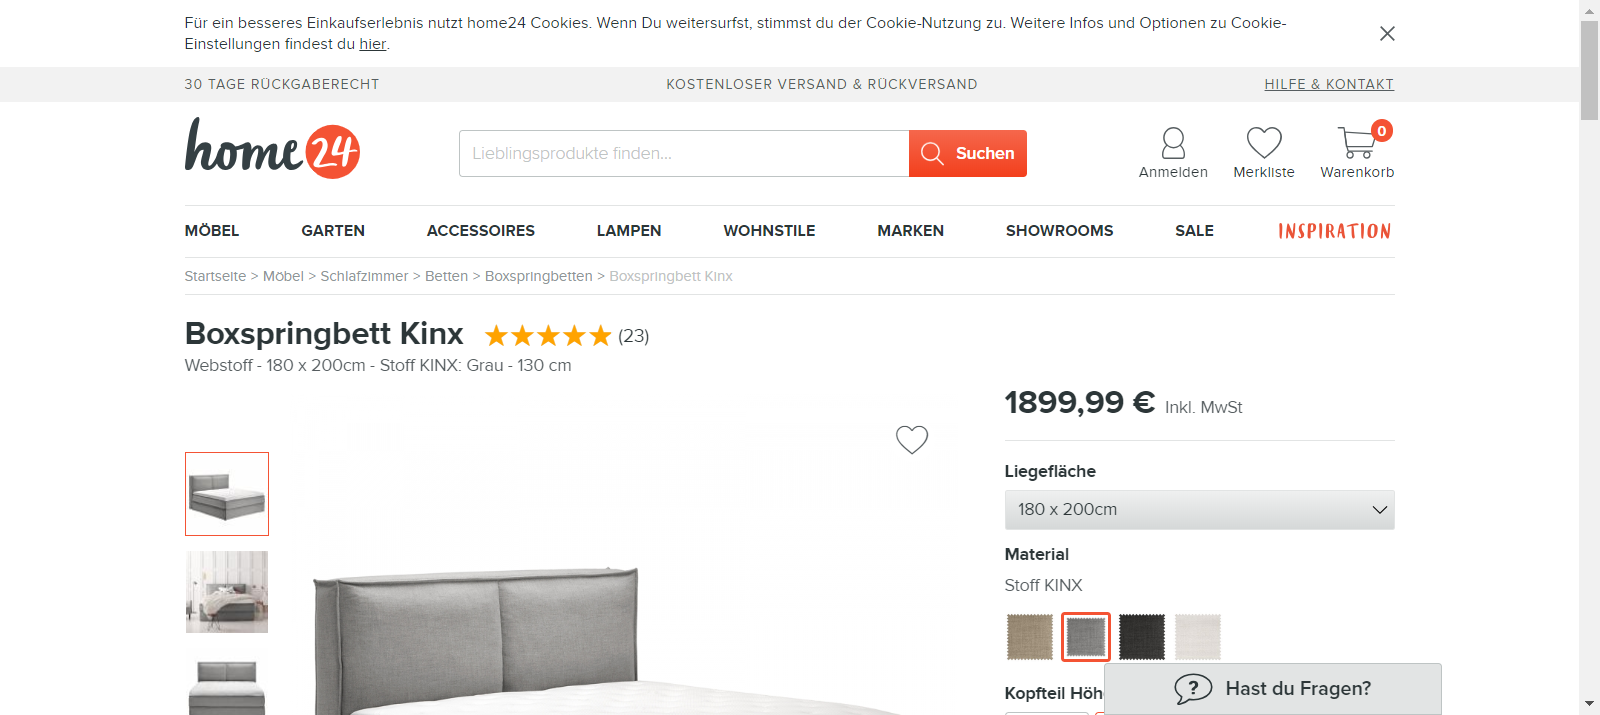 Für ein besseres Einkaufserlebnis nutzt home24 Cookies. Wenn Du weitersurfst, stimmst du der Cookie-Nutzung zu. Weitere Infos und Optionen zu Cookie-
Einstellungen findest du hier.
30 TAGE RÜCKGABERECHT
KOSTENLOSER VERSAND & RÜCKVERSAND
HILFE & KONTAKT
home24
Lieblingsprodukte finden...
Suchen
0
Anmelden
Merkliste
Warenkorb
MÖBEL
GARTEN
ACCESSOIRES
LAMPEN
WOHNSTILE
MARKEN
SHOWROOMS
SALE
INSPIRATION
Startseite > Möbel > Schlafzimmer > Betten > Boxspringbetten > Boxspringbett Kinx
Boxspringbett Kinx
(23)
Webstoff - 180 x 200cm - Stoff KINX: Grau - 130 cm
1899,99 € Inkl. MwSt
Liegefläche
180 x 200cm
Material
Stoff KINX
Kopfteil
? Hast du Fragen?